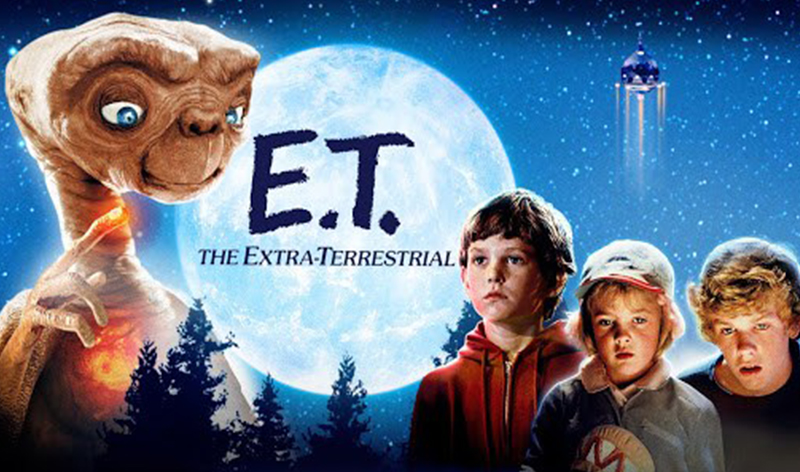 E.T.
THE EXTRA-TERRESTRIAL